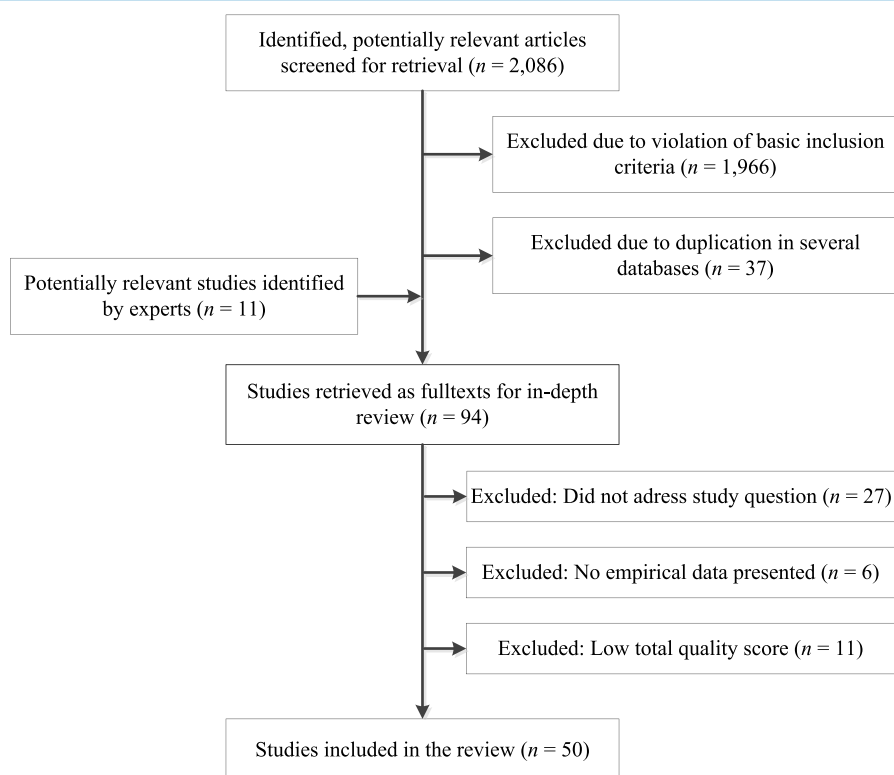 Identified, potentially relevant articles
screened for retrieval (n = 2,086)
Excluded due to violation of basic inclusion
criteria (n = 1,966)
Excluded due to duplication in several
databases (n = 37)
Potentially relevant studies identified
by experts (n = 11)
Studies retrieved as fulltexts for in-depth
review (n = 94)
Excluded: Did not adress study question (n = 27)
Excluded: No empirical data presented (n = 6)
Excluded: Low total quality score (n = 11)
Studies included in the review (n = 50)